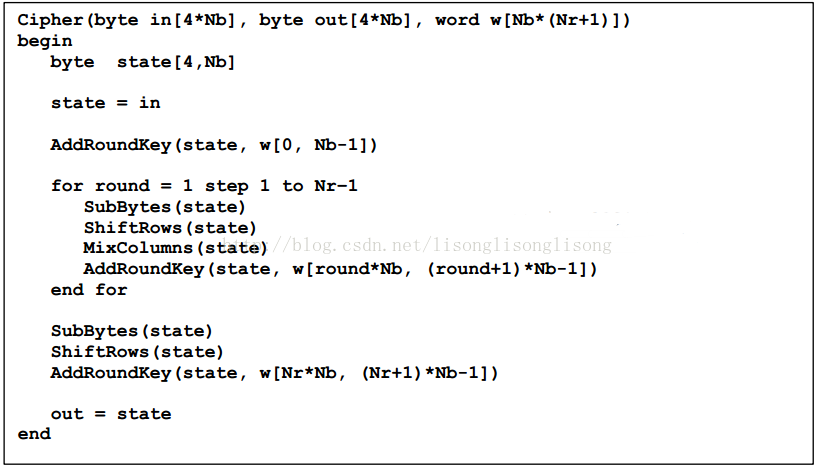 Cipher(byte in[4*Nb], byte out[4*Nb], word w[Nb*(Nr+1)])
begin
byte state[4,Nb]
state = in
AddRoundKey(state, w[0, Nb-1])
for round = 1 step 1 to Nr–1
SubBytes(state)
ShiftRows(state)
MixColumns(state)
http://blog.csdn.net/lisonglisonglisong
AddRoundKey(state, w[round*Nb, (round+1)*Nb-1])
end for
SubBytes(state)
ShiftRows(state)
AddRoundKey(state, w[Nr*Nb, (Nr+1)*Nb-1])
out = state
end